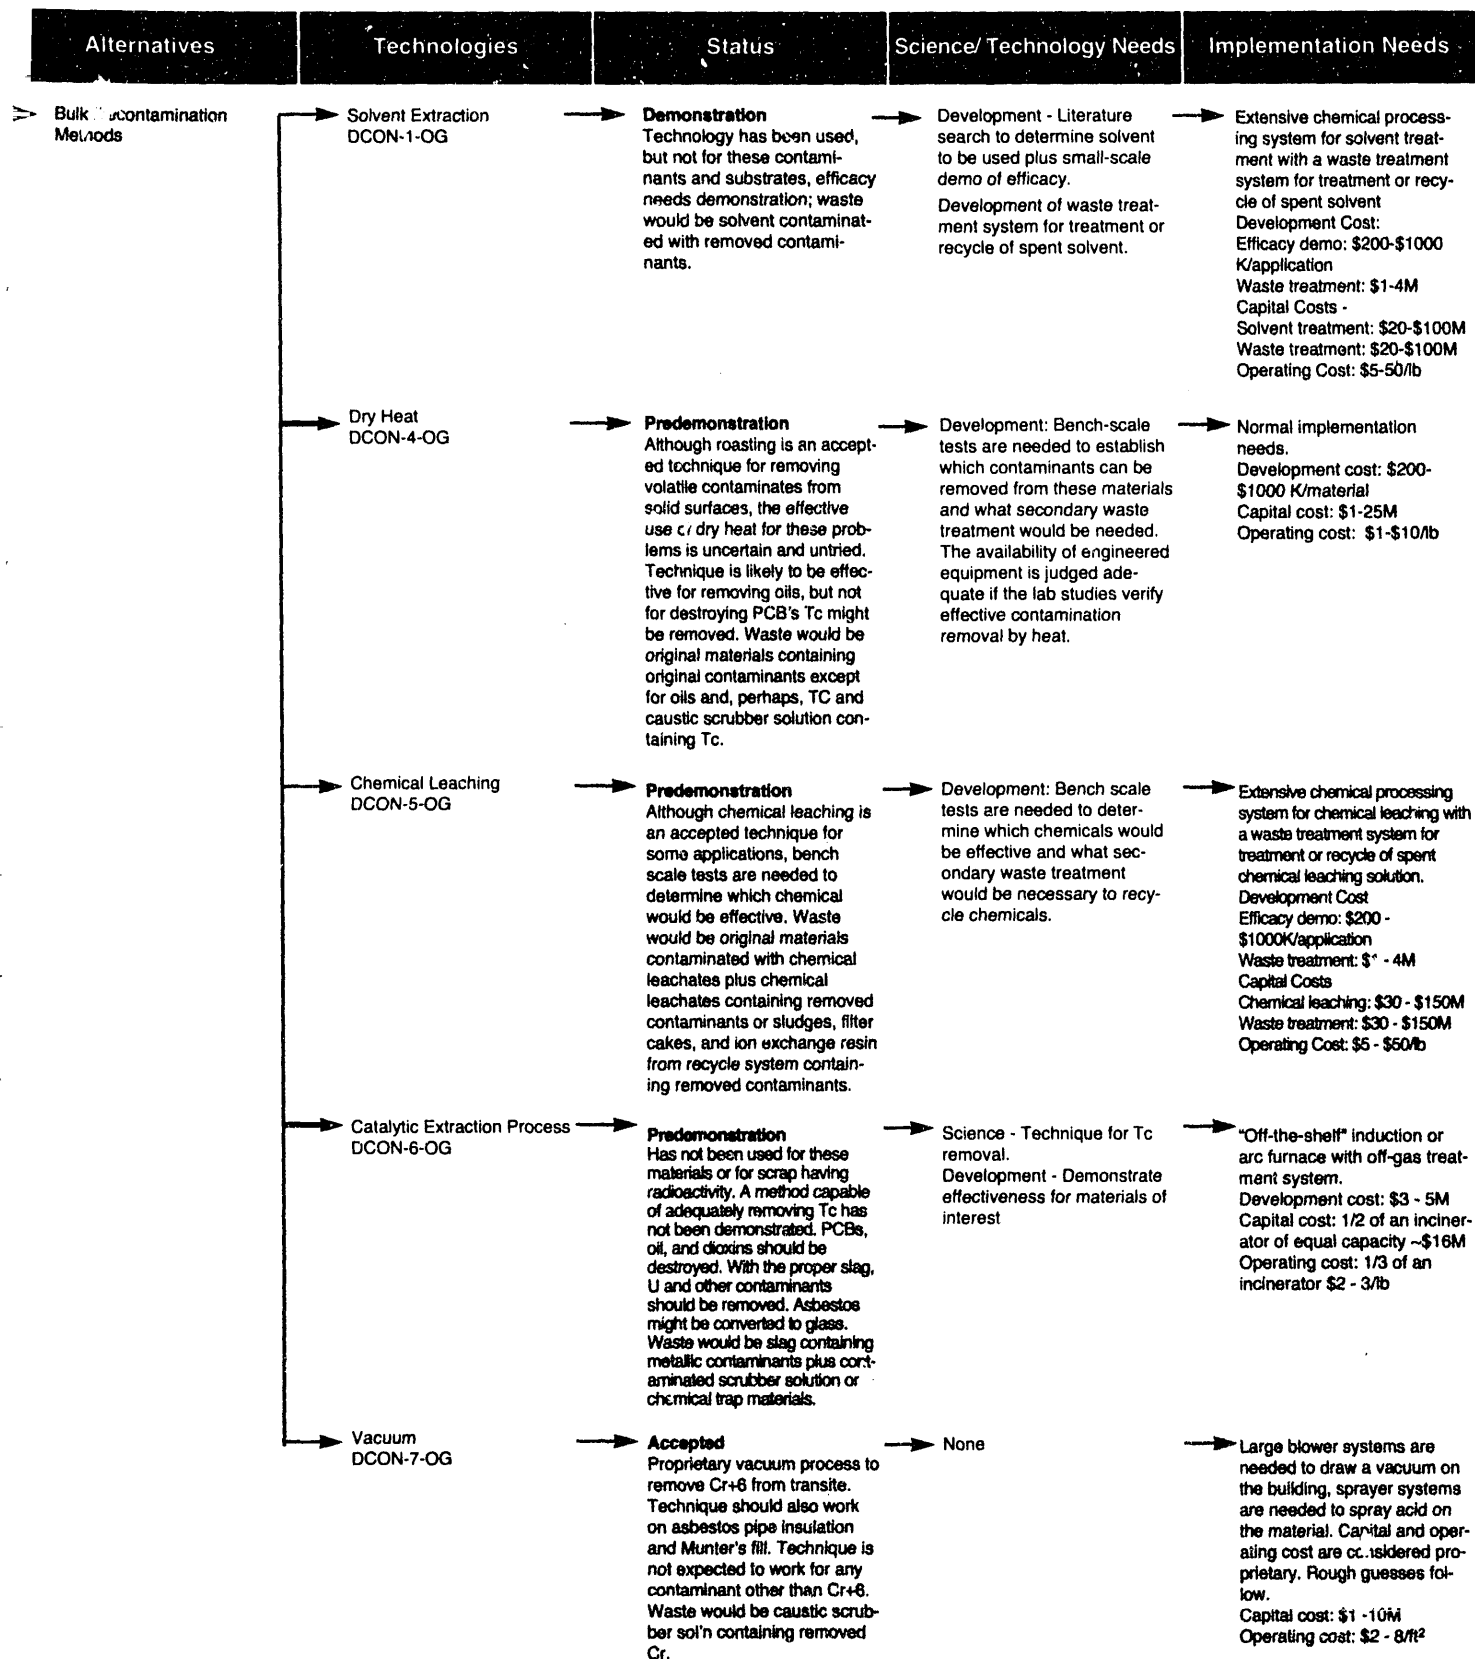 Alternatives
Technologies
Status
Science/ Technology Needs
Implementation Needs
Bulk
Methods
Solvent Extraction
DCON-1-OG
Demonstration
Technology has been used,
but not for these contami-
nants and substrates, efficacy
needs demonstration; waste
would be solvent contaminat-
ed with removed contami-
nants.
Development - Literature
search to determine solvent
to be used plus small-scale
demo of efficacy.
Development of waste treat-
ment system for treatment or
recycle of spent solvent.
Extensive chemical process-
ing system for solvent treat-
ment with a waste treatment
system for treatment or recy-
cle of spent solvent
Development Cost:
Efficacy demo: $200-$1000
K/application
Waste treatment: $1-4M
Capital Costs -
Solvent treatment: $20-$100M
Waste treatment: $20-$100M
Operating Cost: $5-50/lb
Dry Heat
DCON-4-OG
Predemonstration
Although roasting is an accept-
ed technique for removing
volatile contaminates from
solid surfaces, the effective
use dry heat for these prob-
lems is uncertain and untried.
Technique is likely to be effec-
tive for removing oils, but not
for destroying PCB's Tc might
be removed. Waste would be
original materials containing
original contaminants except
for oils and, perhaps, TC and
caustic scrubber solution con-
taining Tc.
Development: Bench-scale
tests are needed to establish
which contaminants can be
removed from these materials
and what secondary waste
treatment would be needed.
The availability of engineered
equipment is judged ade-
quate if the lab studies verify
effective contamination
removal by heat.
Normal implementation
needs.
Development cost: $200-
$1000 K/material
Capital cost: $1-25M
Operating cost: $1-$10/lb
Chemical Leaching
DCON-5-OG
Predemonstration
Although chemical leaching is
an accepted technique for
some applications, bench
scale tests are needed to
determine which chemical
would be effective. Waste
would be original materials
contaminated with chemical
leachates plus chemical
leachates containing removed
contaminants or sludges, filter
cakes, and ion exchange resin
from recycle system contain-
ing removed contaminants.
Development: Bench scale
tests are needed to deter-
mine which chemicals would
be effective and what sec-
ondary waste treatment
would be necessary to recy-
cle chemicals.
Extensive chemical processing
system for chemical leaching with
a waste treatment system for
treatment or recycle of spent
chemical leaching solution.
Development Cost
Efficacy demo: $200 -
$1000K/application
Waste treatment: - 4M
Capital Costs
Chemical leaching: $30 - $150M
Waste treatment: $30 - $150M
Operating Cost: $5 - $50/lb
Catalytic Extraction Process
DCON-6-OG
Predemonstration
Has not been used for these
materials or for scrap having
radioactivity. A method capable
of adequately removing Tc has
not been demonstrated. PCBs,
oil, and dioxins should be
destroyed. With the proper slag,
U and other contaminants
should be removed. Asbestos
might be converted to glass.
Waste would be slag containing
metallic contaminants plus cont-
aminated scrubber solution or
chemical trap materials.
Science - Technique for Tc
removal.
Development - Demonstrate
effectiveness for materials of
interest
"Off-the-shelf" induction or
arc furnace with off-gas treat-
ment system.
Development cost: $3 - 5M
Capital cost: 1/2 of an inciner-
ator of equal capacity ~$16M
Operating cost: 1/3 of an
incinerator $2 - 3/lb
Vacuum
DCON-7-OG
Accepted
Proprietary vacuum process to
remove Cr+6 from transite.
Technique should also work
on asbestos pipe insulation
and Munter's fill. Technique is
not expected to work for any
contaminant other than Cr+6.
Waste would be caustic scrub-
ber sol'n containing removed
Cr.
None
Large blower systems are
needed to draw a vacuum on
the building, sprayer systems
are needed to spray acid on
the material. Capital and oper-
ating cost are considered pro-
prietary. Rough guesses fol-
low.
Capital cost: $1 -10M
Operating cost: $2 - 8/ft²